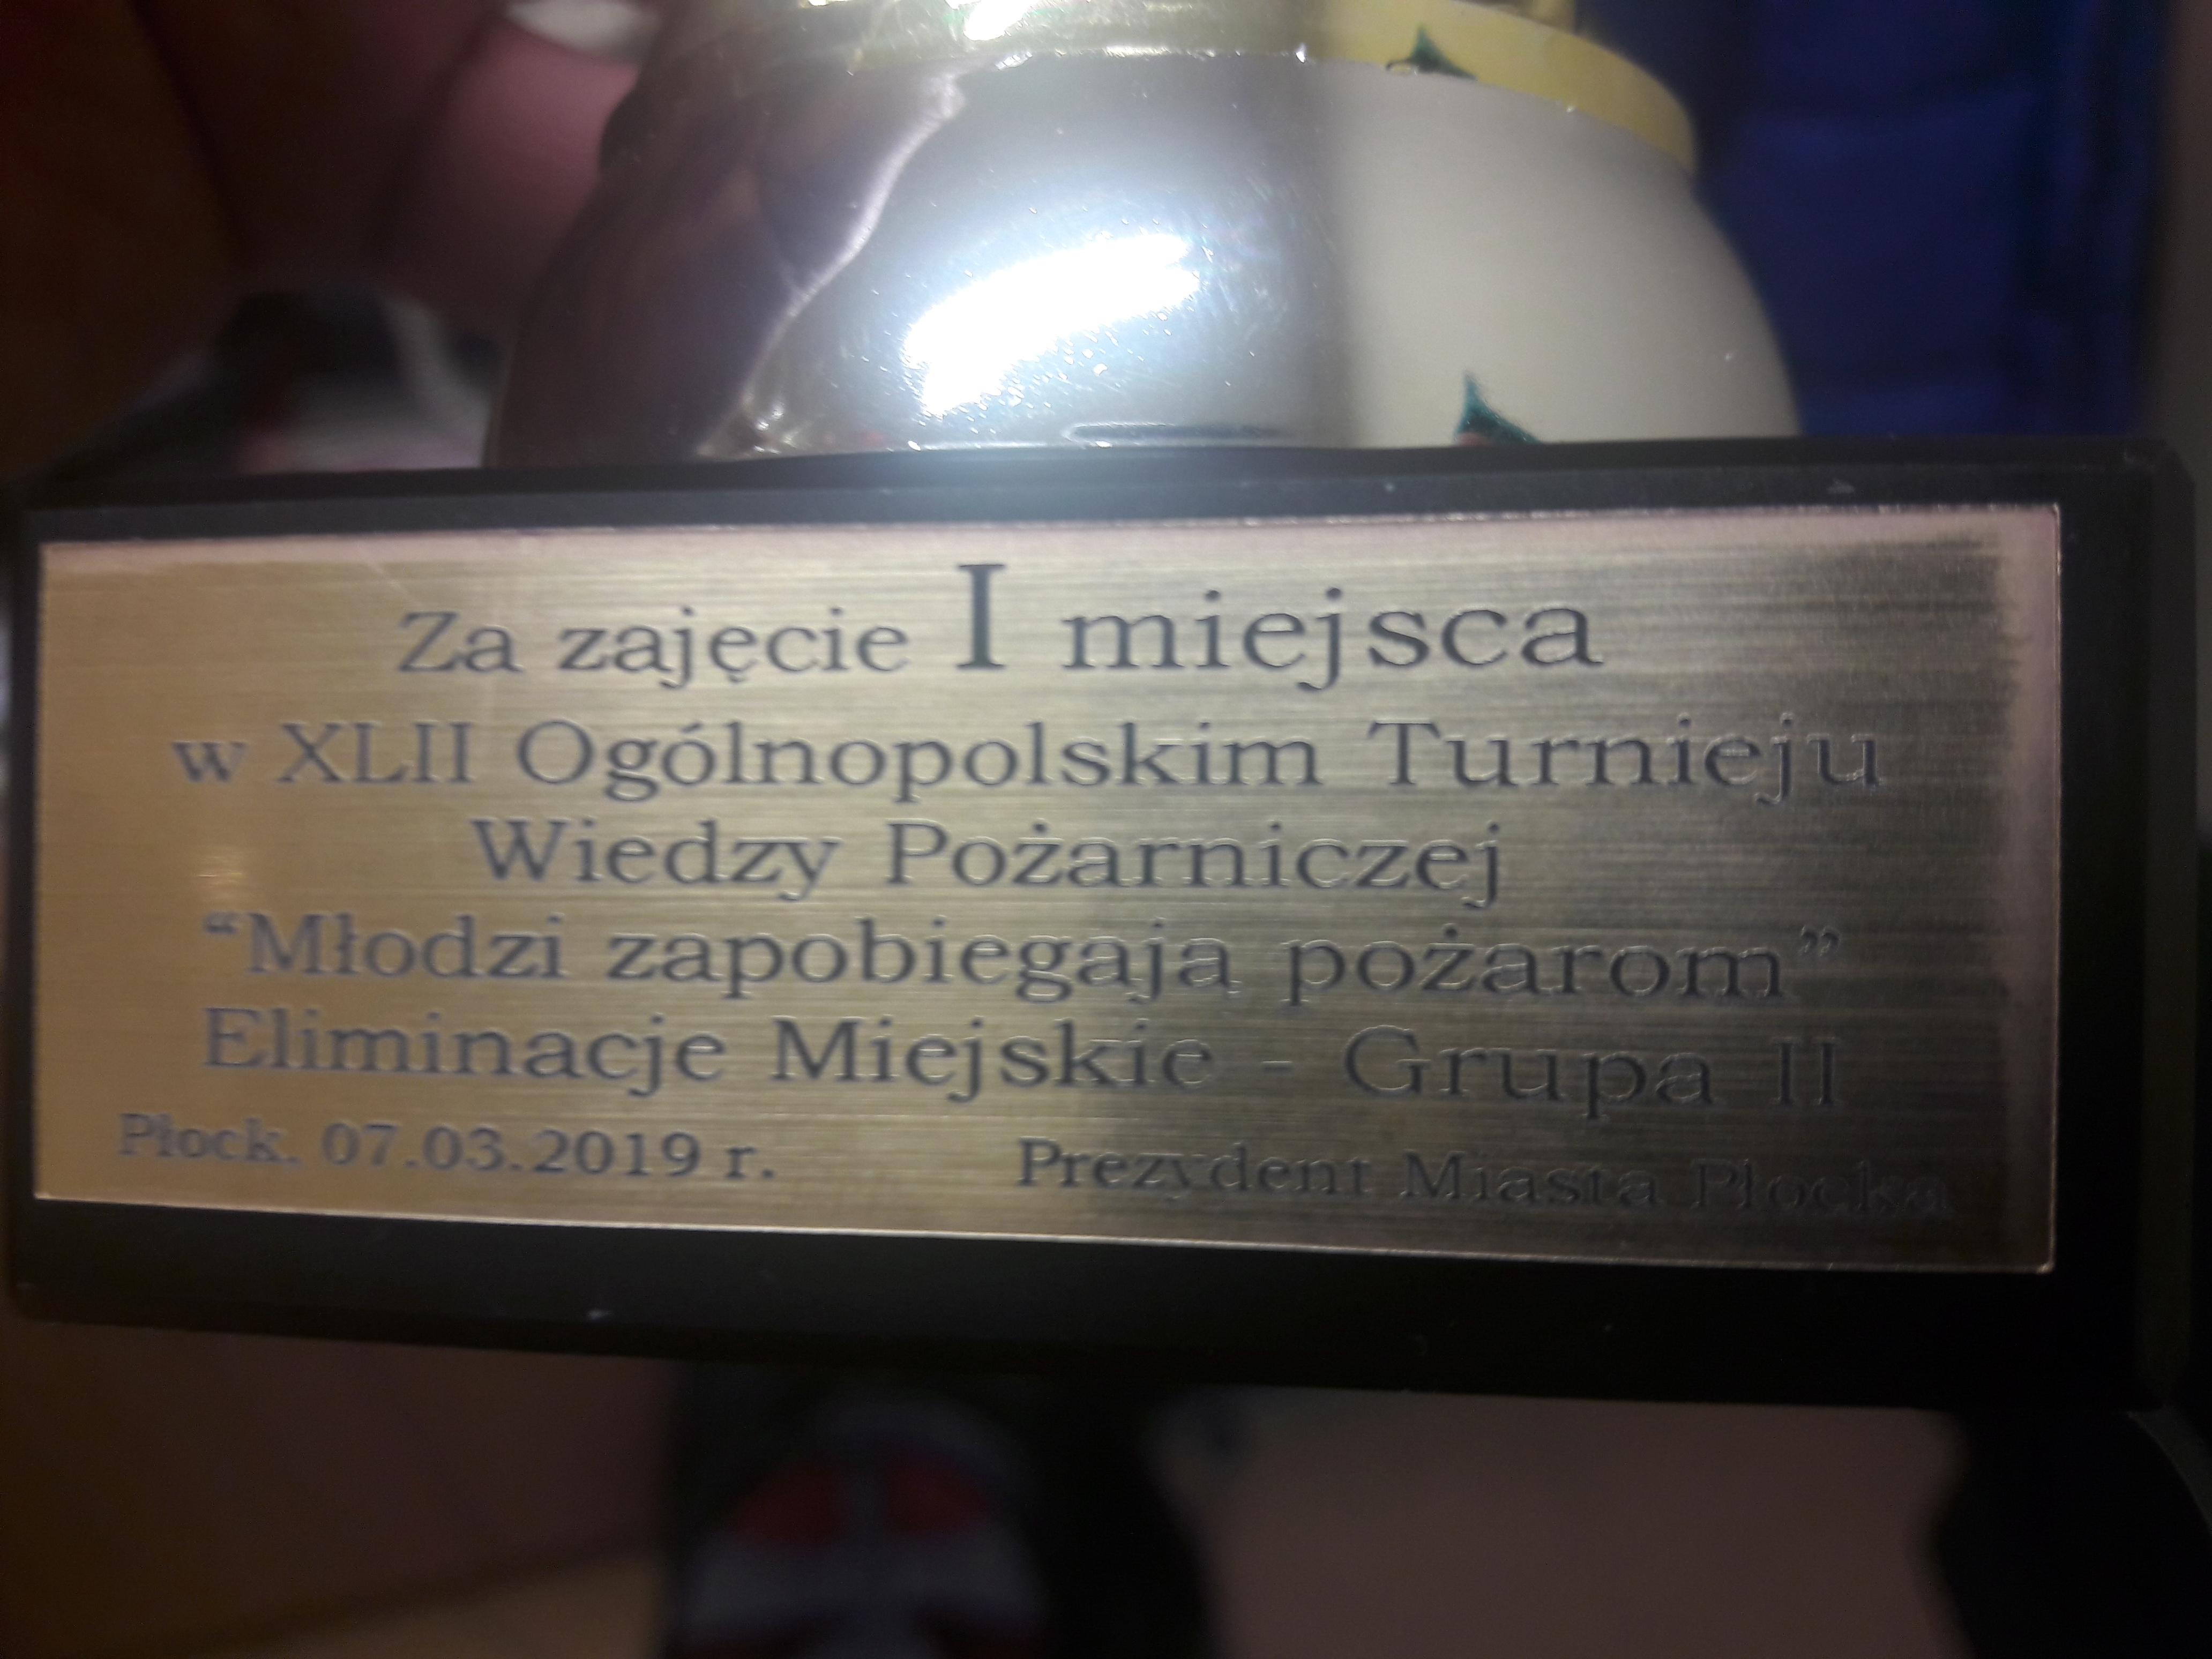 Za zajęcie I miejsca
w XLII Ogólnopolskim Turnieju
Wiedzy Pożarniczej
“Młodzi zapobiegają pożarom”
Eliminacje Miejskie - Grupa II
Płock, 07.03.2019 r. Prezydent Miasta Płocka